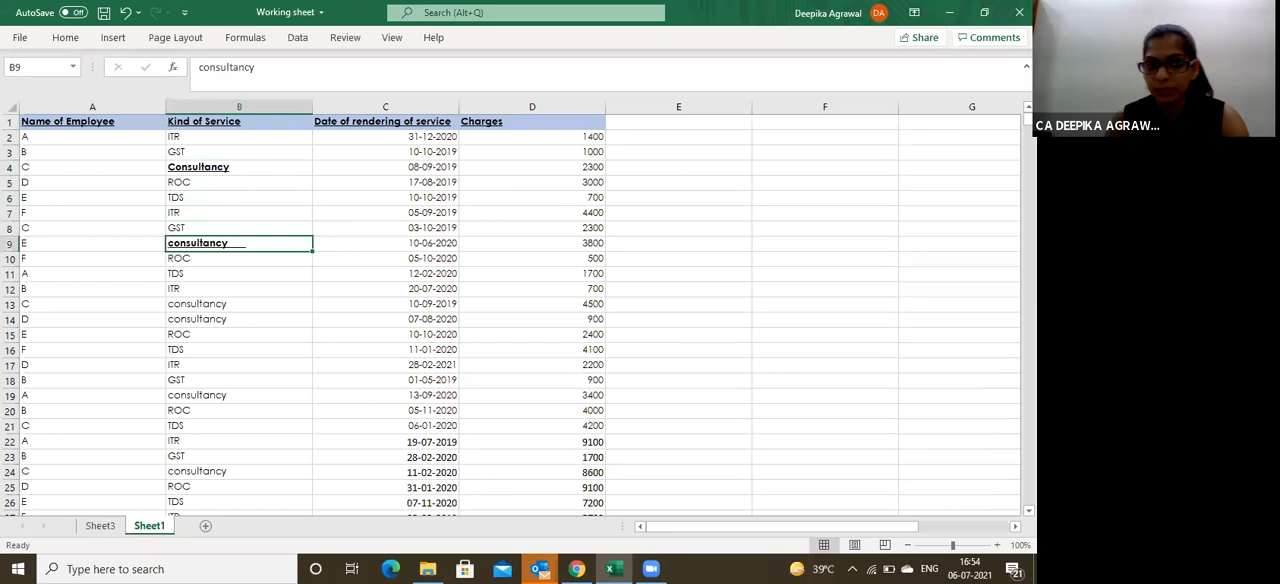 AutoSave Off Working sheet Search (Alt+Q) Deepika Agrawal DA
File Home Insert Page Layout Formulas Data Review View Help Share Comments
B9 fx consultancy
A B C D E F G
1 Name of Employee Kind of Service Date of rendering of service Charges
2 A ITR 31-12-2020 1400
3 B GST 10-10-2019 1000
4 C Consultancy 08-09-2019 2300
5 D ROC 17-08-2019 3000
6 E TDS 10-10-2019 700
7 F ITR 05-09-2019 4400
8 C GST 03-10-2019 2300
9 E consultancy 10-06-2020 3800
10 F ROC 05-10-2020 500
11 A TDS 12-02-2020 1700
12 B ITR 20-07-2020 700
13 C consultancy 10-09-2019 4500
14 D consultancy 07-08-2020 900
15 E ROC 10-10-2020 2400
16 F TDS 11-01-2020 4100
17 D ITR 28-02-2021 2200
18 B GST 01-05-2019 900
19 A consultancy 13-09-2020 3400
20 B ROC 05-11-2020 4000
21 C TDS 06-01-2020 4200
22 A ITR 19-07-2019 9100
23 B GST 28-02-2020 1700
24 C consultancy 11-02-2020 8600
25 D ROC 31-01-2020 9100
26 E TDS 07-11-2020 7200
Sheet3 Sheet1
Ready 100%
Type here to search 39°C ENG 16:54
06-07-2021 21
CA DEEPIKA AGRAW...